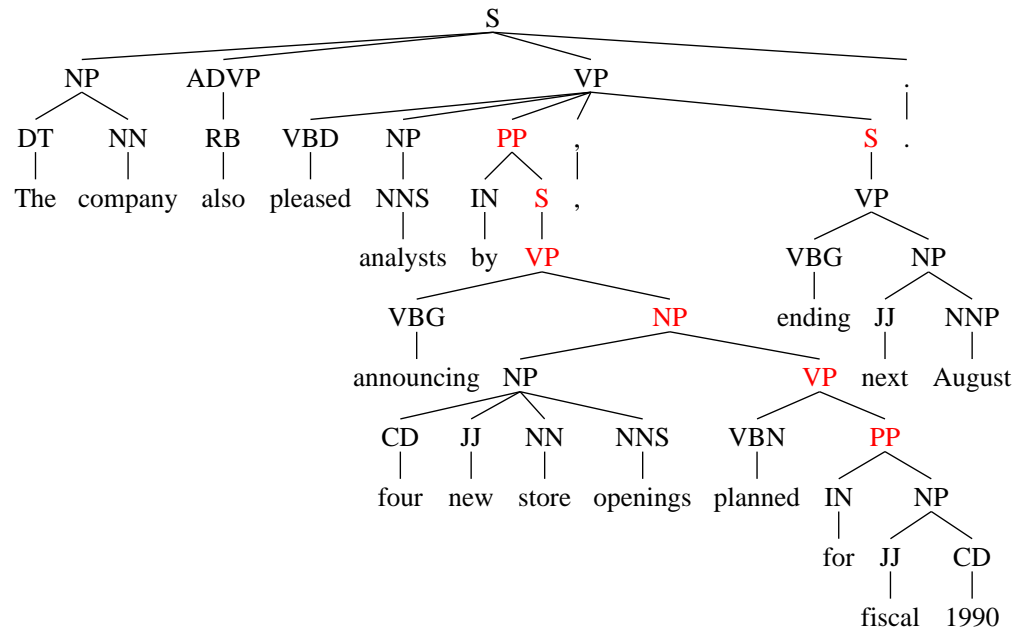 S
NP ADVP VP .
DT NN RB VBD NP PP , S .
The company also pleased NNS IN S , VP
analysts by VP VBG NP
VBG NP ending JJ NNP
announcing NP VP next August
CD JJ NN NNS VBN PP
four new store openings planned IN NP
for JJ CD
fiscal 1990